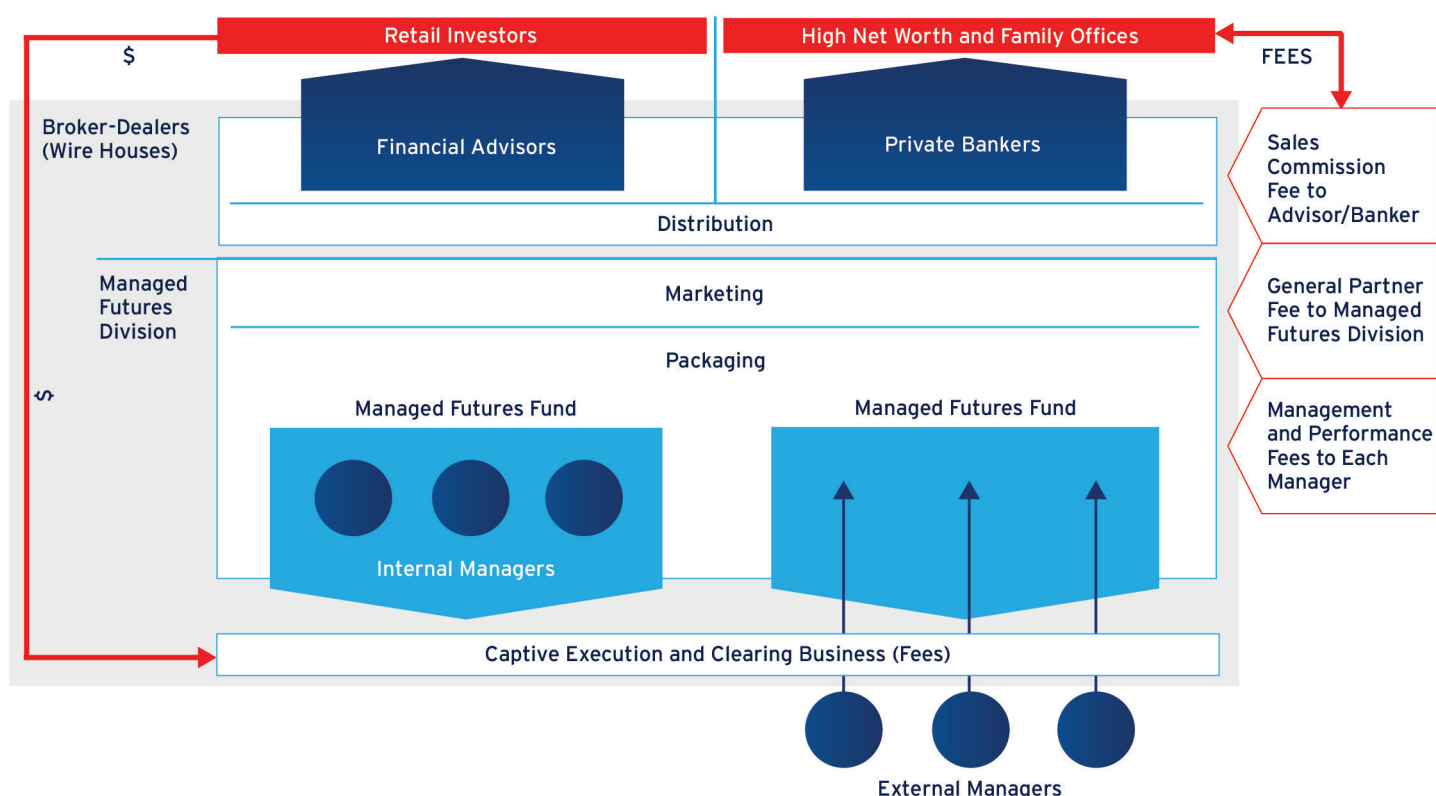 Retail Investors
High Net Worth and Family Offices
$
FEES
Broker-Dealers
(Wire Houses)
Financial Advisors
Private Bankers
Distribution
Sales
Commission
Fee to
Advisor/Banker
Managed
Futures
Division
Marketing
Packaging
General Partner
Fee to Managed
Futures Division
$
Managed Futures Fund
Managed Futures Fund
Internal Managers
Management
and Performance
Fees to Each
Manager
Captive Execution and Clearing Business (Fees)
External Managers